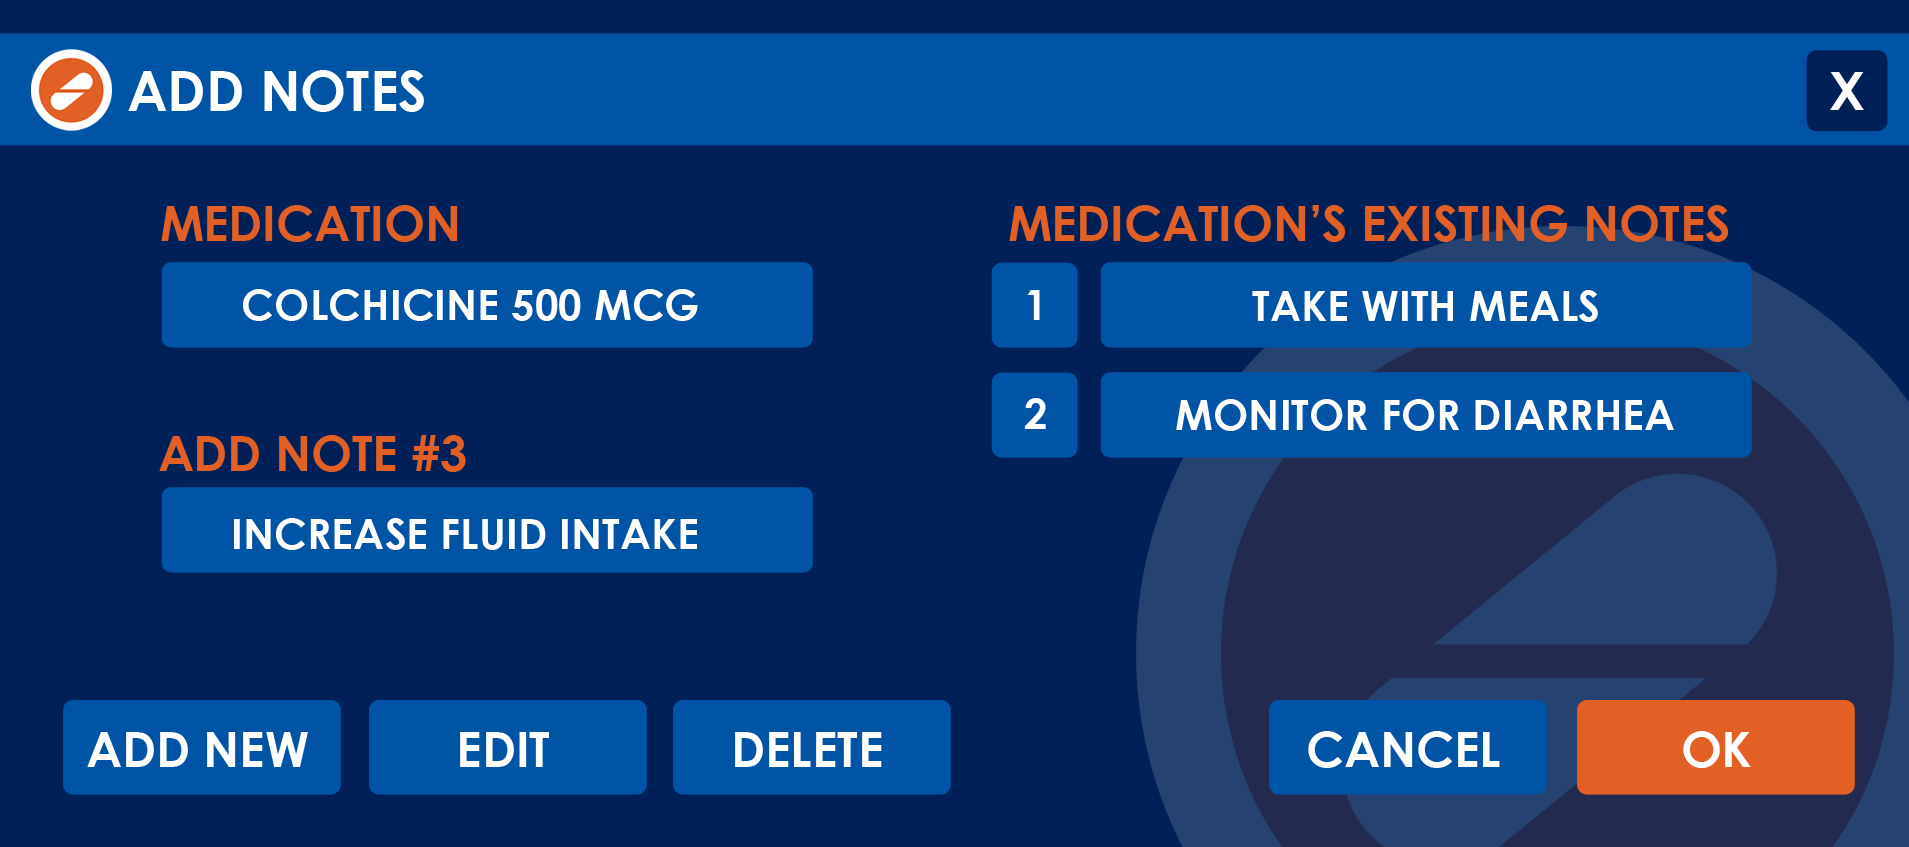 ADD NOTES
X
MEDICATION
COLCHICINE 500 MCG
ADD NOTE #3
INCREASE FLUID INTAKE
MEDICATION’S EXISTING NOTES
1 TAKE WITH MEALS
2 MONITOR FOR DIARRHEA
ADD NEW EDIT DELETE CANCEL OK